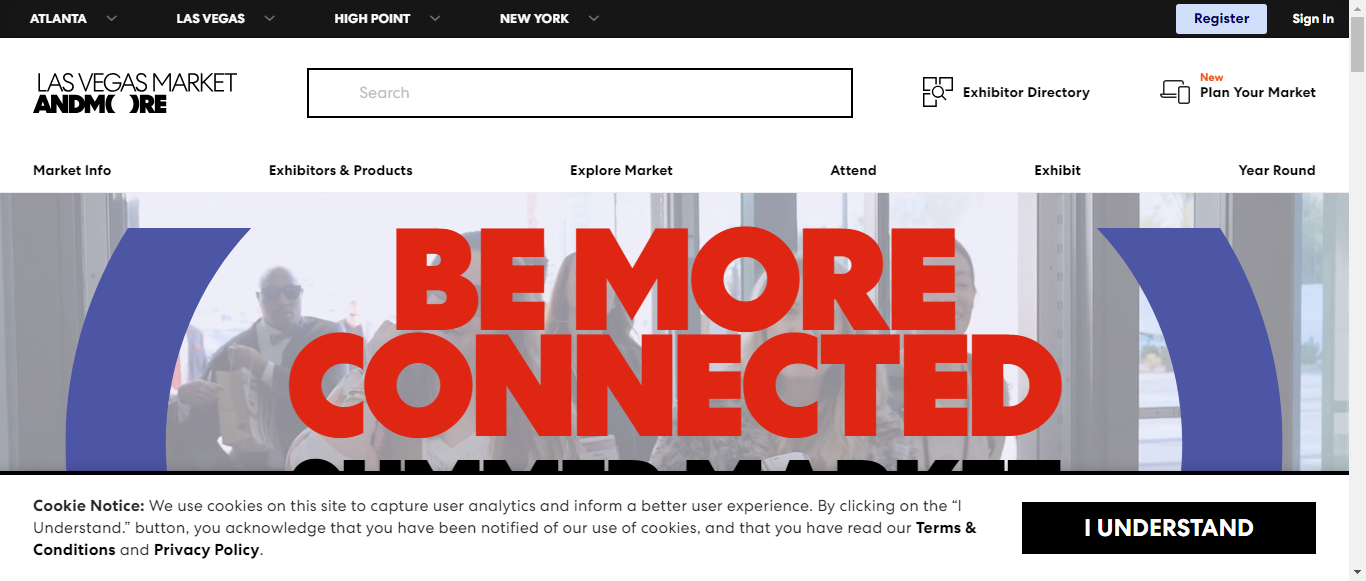 ATLANTA
LAS VEGAS
HIGH POINT
NEW YORK
Register
Sign In
LAS VEGAS MARKET
ANDMORE
Search
Exhibitor Directory
New
Plan Your Market
Market Info
Exhibitors & Products
Explore Market
Attend
Exhibit
Year Round
BE MORE
CONNECTED
SUMMER MARKET
Cookie Notice: We use cookies on this site to capture user analytics and inform a better user experience. By clicking on the “I
Understand.” button, you acknowledge that you have been notified of our use of cookies, and that you have read our Terms &
Conditions and Privacy Policy.
I UNDERSTAND